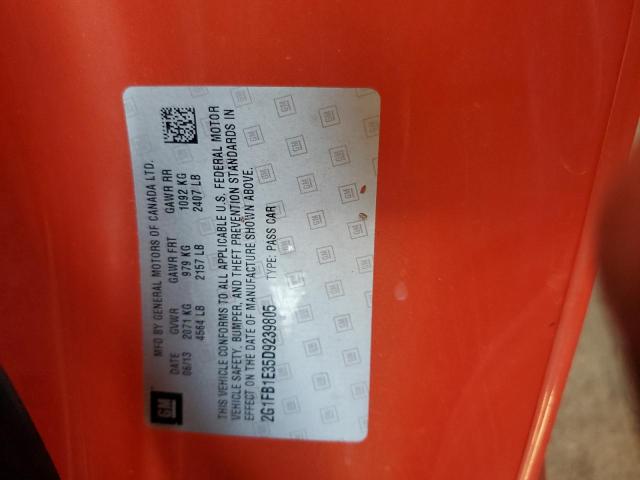 GM
MFD BY GENERAL MOTORS OF CANADA LTD.
DATE GVWR GAWR FRT GAWR RR
06/13 2071 KG 979 KG 1092 KG
4564 LB 2157 LB 2407 LB
THIS VEHICLE CONFORMS TO ALL APPLICABLE U.S. FEDERAL MOTOR
VEHICLE SAFETY, BUMPER, AND THEFT PREVENTION STANDARDS IN
EFFECT ON THE DATE OF MANUFACTURE SHOWN ABOVE.
2G1FB1E35D9239805 TYPE: PASS CAR